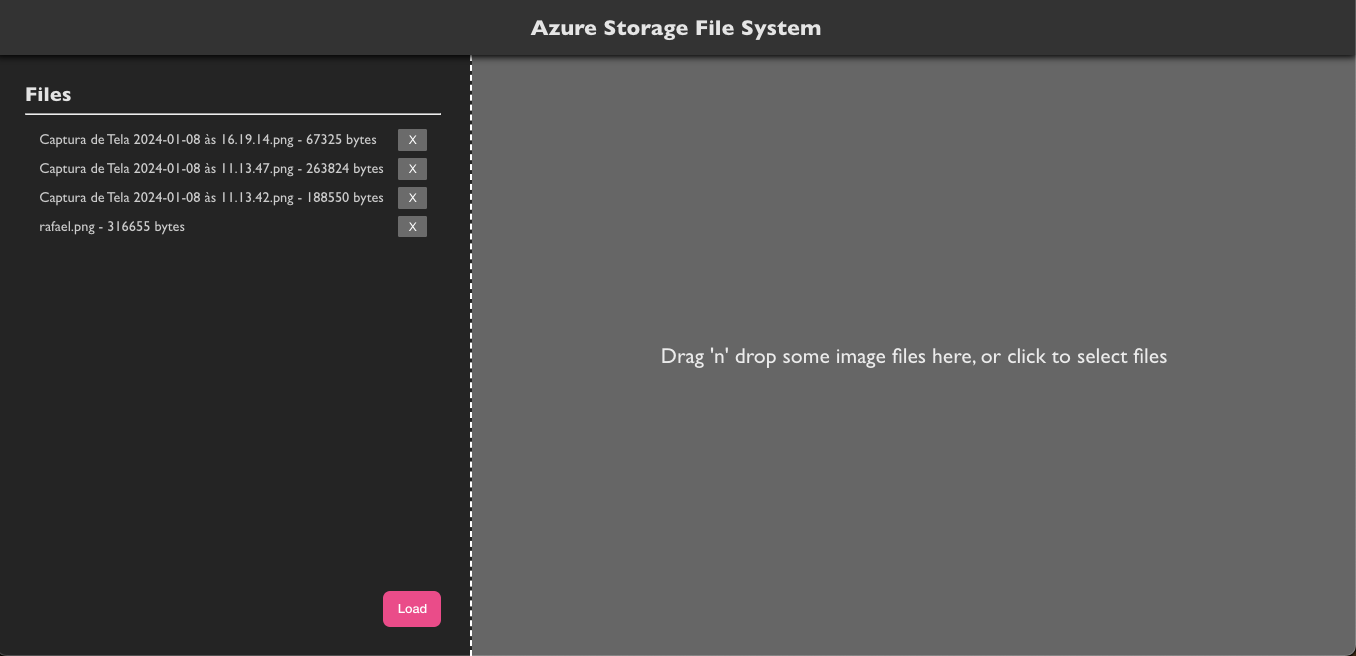 Azure Storage File System
Files
Captura de Tela 2024-01-08 às 16.19.14.png - 67325 bytes X
Captura de Tela 2024-01-08 às 11.13.47.png - 263824 bytes X
Captura de Tela 2024-01-08 às 11.13.42.png - 188550 bytes X
rafael.png - 316655 bytes X
Drag 'n' drop some image files here, or click to select files
Load